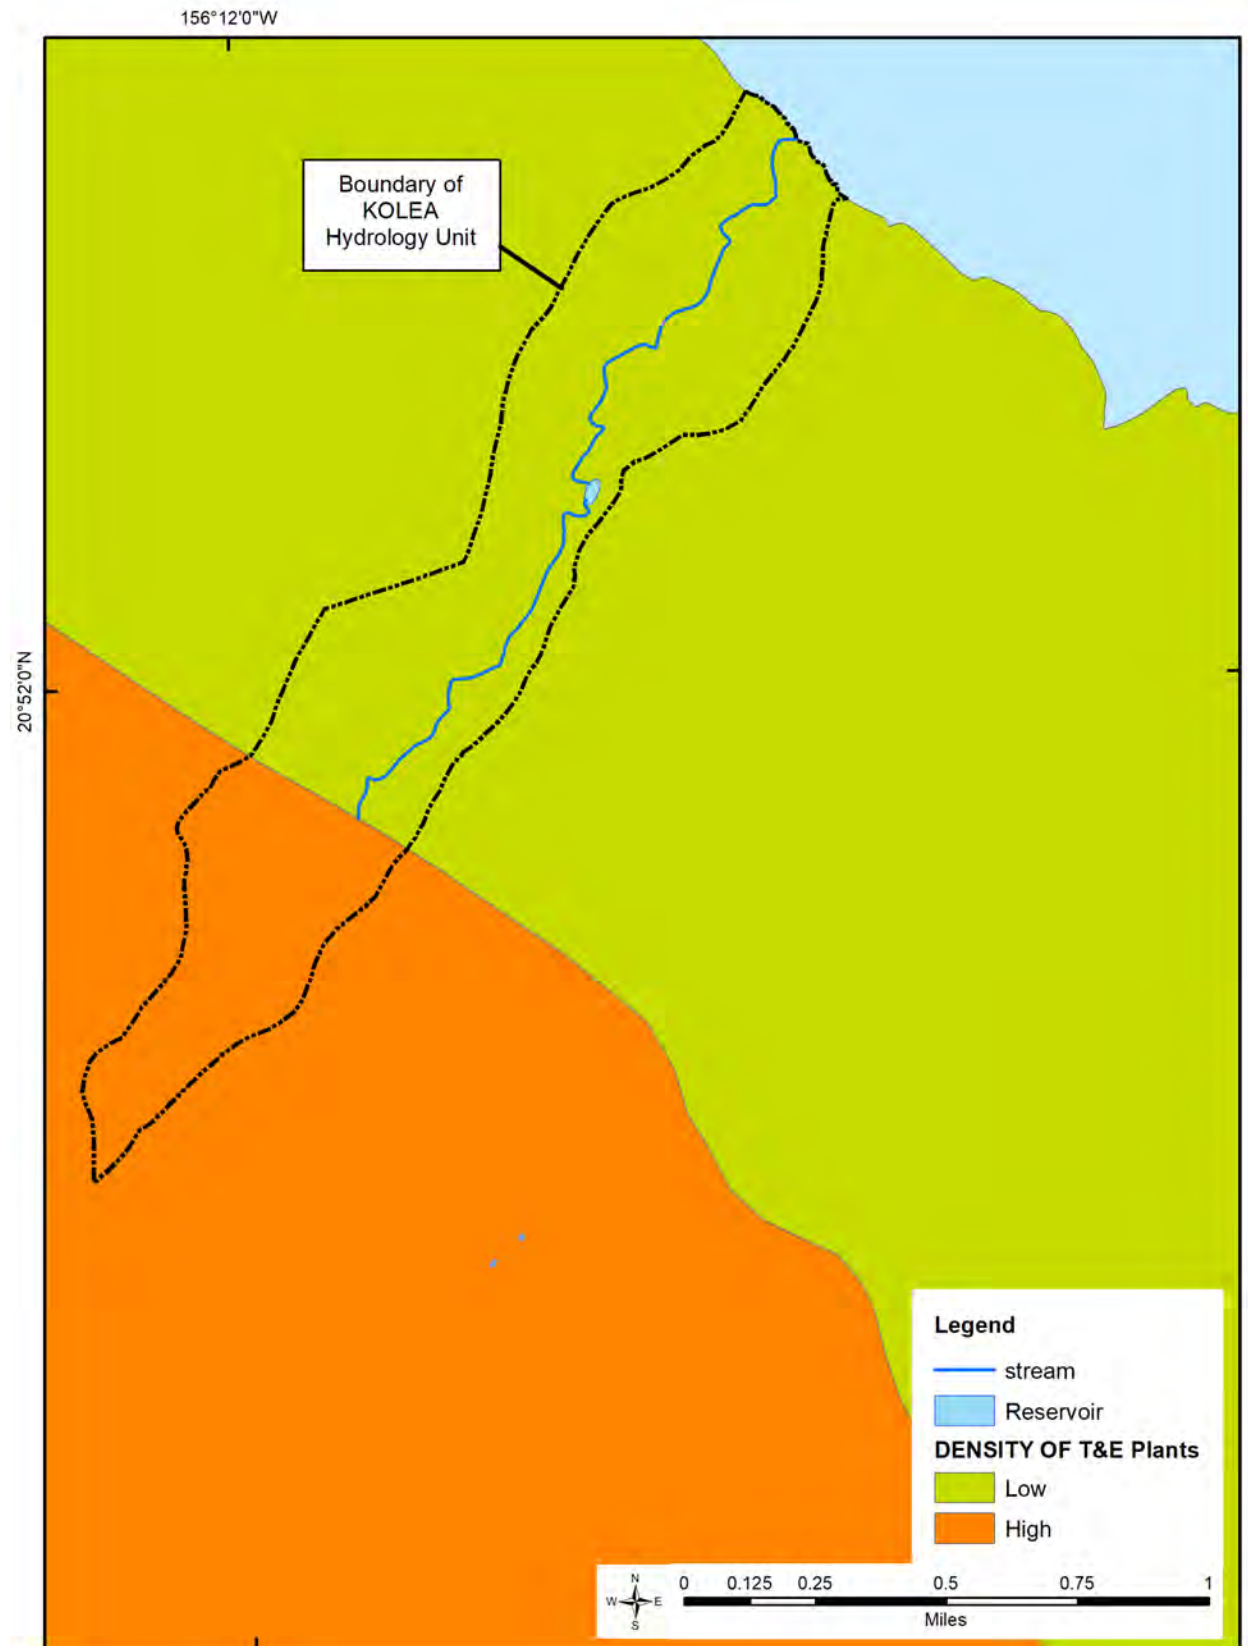 156°12'0"W
Boundary of
KOLEA
Hydrology Unit
20°52'0"N
Legend
stream
Reservoir
DENSITY OF T&E Plants
Low
High
N
W E
S
0 0.125 0.25 0.5 0.75 1
Miles